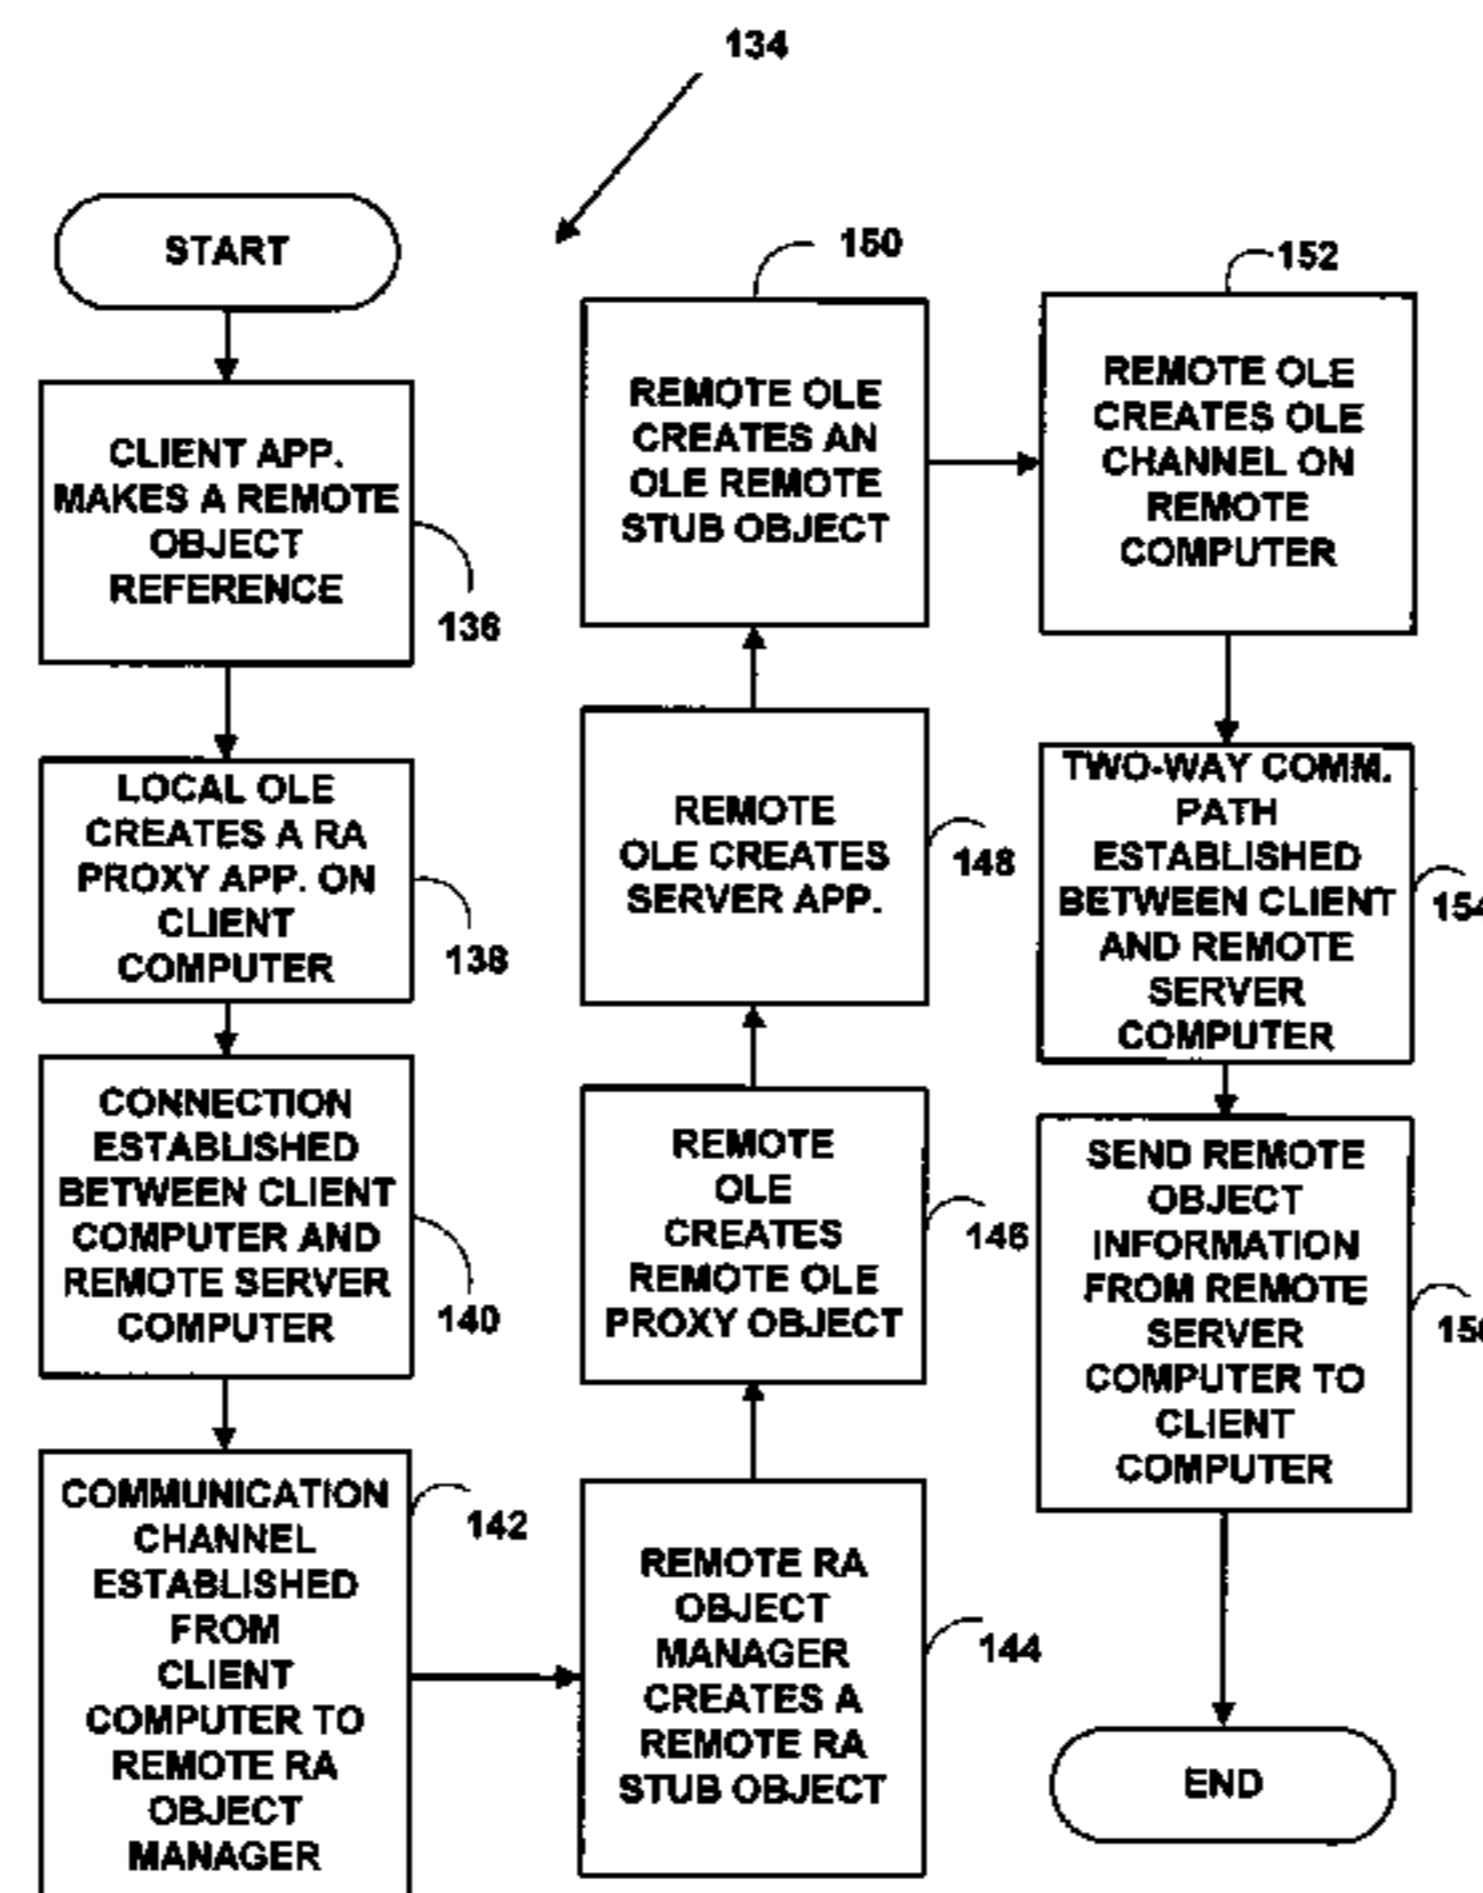 134
START
CLIENT APP.
MAKES A REMOTE
OBJECT
REFERENCE
136
LOCAL OLE
CREATES A RA
PROXY APP. ON
CLIENT
COMPUTER
138
CONNECTION
ESTABLISHED
BETWEEN CLIENT
COMPUTER AND
REMOTE SERVER
COMPUTER
140
COMMUNICATION
CHANNEL
ESTABLISHED
FROM
CLIENT
COMPUTER TO
REMOTE RA
OBJECT
MANAGER
142
REMOTE RA
OBJECT
MANAGER
CREATES A
REMOTE RA
STUB OBJECT
144
REMOTE
OLE
CREATES
REMOTE OLE
PROXY OBJECT
146
REMOTE
OLE CREATES
SERVER APP.
148
REMOTE OLE
CREATES AN
OLE REMOTE
STUB OBJECT
150
REMOTE OLE
CREATES OLE
CHANNEL ON
REMOTE
COMPUTER
152
TWO-WAY COMM.
PATH
ESTABLISHED
BETWEEN CLIENT
AND REMOTE
SERVER
COMPUTER
154
SEND REMOTE
OBJECT
INFORMATION
FROM REMOTE
SERVER
COMPUTER TO
CLIENT
COMPUTER
END